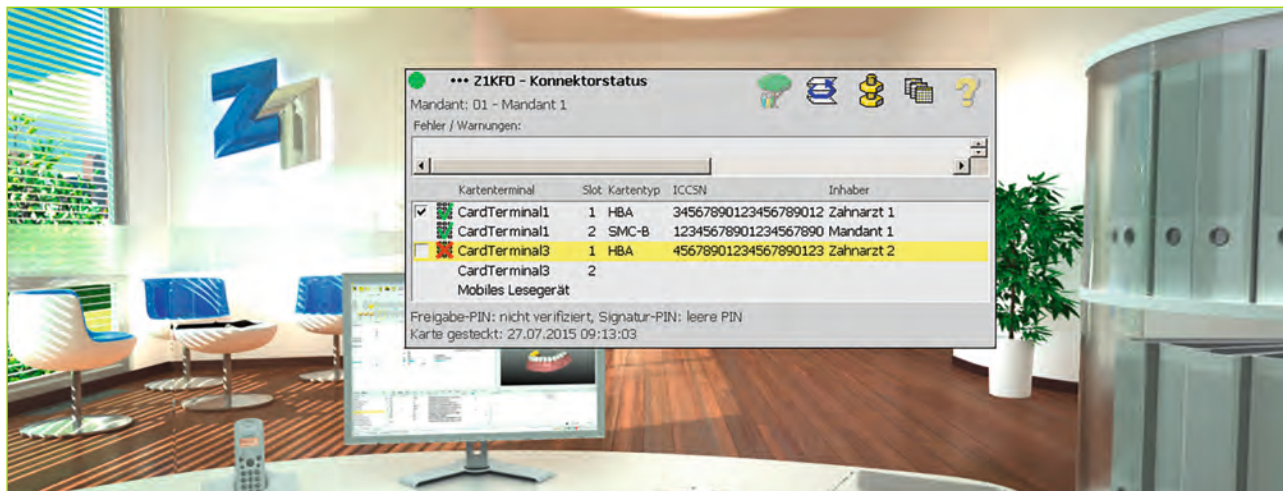 Z1
••• Z1KFO - Konnektorstatus
Mandant: 01 - Mandant 1
Fehler / Warnungen:
Kartenterminal Slot Kartentyp ICCSN Inhaber
CardTerminal1 1 HBA 34567890123456789012 Zahnarzt 1
CardTerminal1 2 SMC-B 12345678901234567890 Mandant 1
CardTerminal3 1 HBA 45678901234567890123 Zahnarzt 2
CardTerminal3 2
Mobiles Lesegerät
Freigabe-PIN: nicht verifiziert, Signatur-PIN: leere PIN
Karte gesteckt: 27.07.2015 09:13:03